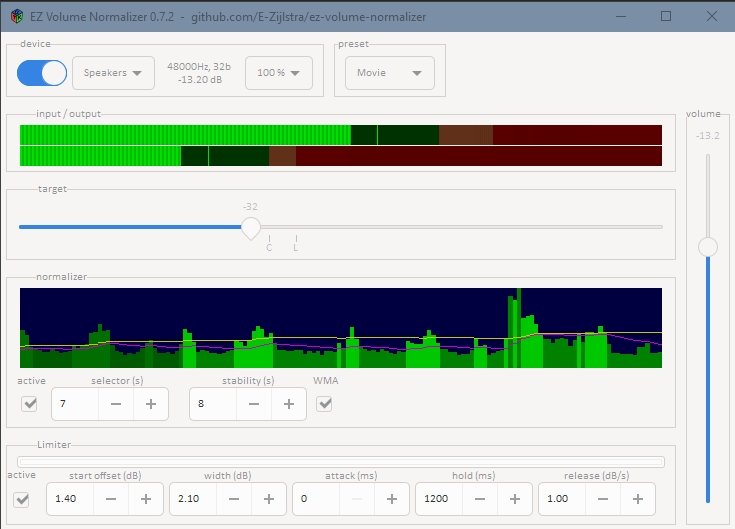 EZ Volume Normalizer 0.7.2 - github.com/E-Zijlstra/ez-volume-normalizer
device
preset
Speakers
48000Hz, 32b
-13.20 dB
100 %
Movie
input / output
volume
-13.2
target
-32
C
L
normalizer
active
selector (s)
stability (s)
WMA
7
8
Limiter
active
start offset (dB)
width (dB)
attack (ms)
hold (ms)
release (dB/s)
1.40
2.10
0
1200
1.00